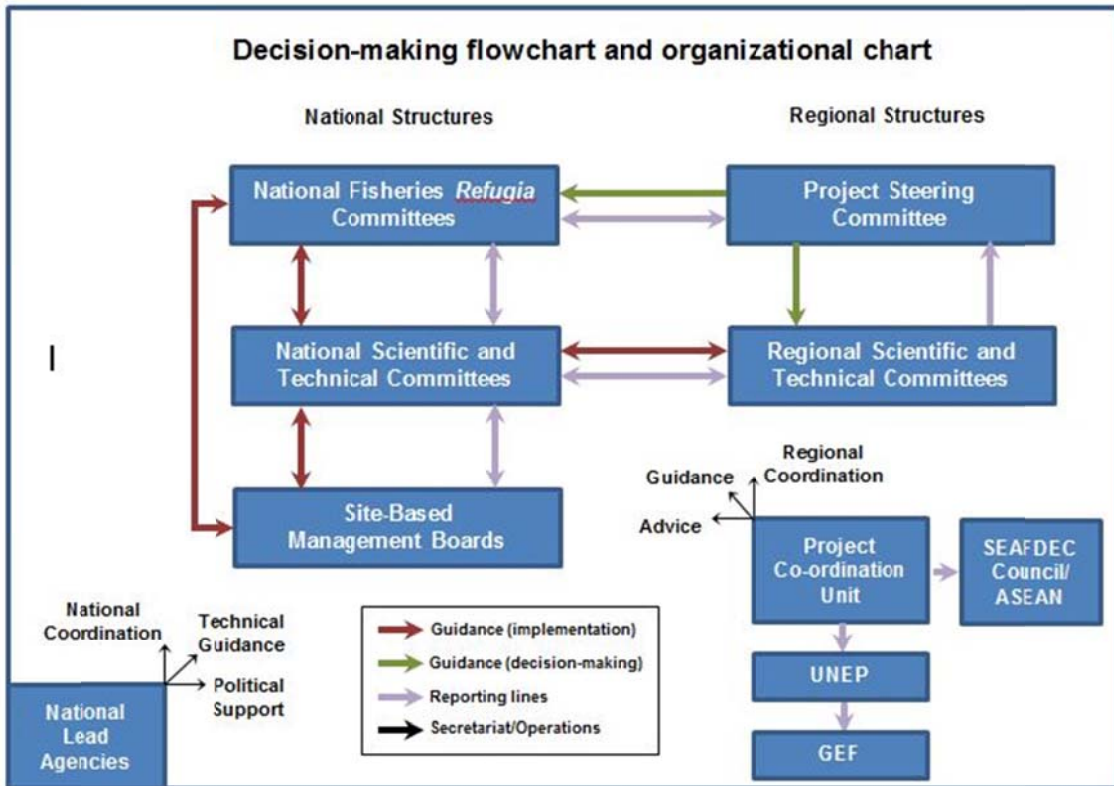 Decision-making flowchart and organizational chart
National Structures
Regional Structures
National Fisheries Refugia
Committees
Project Steering
Committee
National Scientific and
Technical Committees
Regional Scientific and
Technical Committees
Site-Based
Management Boards
Regional
Coordination
Guidance
Advice
Project
Co-ordination
Unit
SEAFDEC
Council/
ASEAN
UNEP
GEF
National
Coordination
Technical
Guidance
Political
Support
National
Lead
Agencies
Guidance (implementation)
Guidance (decision-making)
Reporting lines
Secretariat/Operations